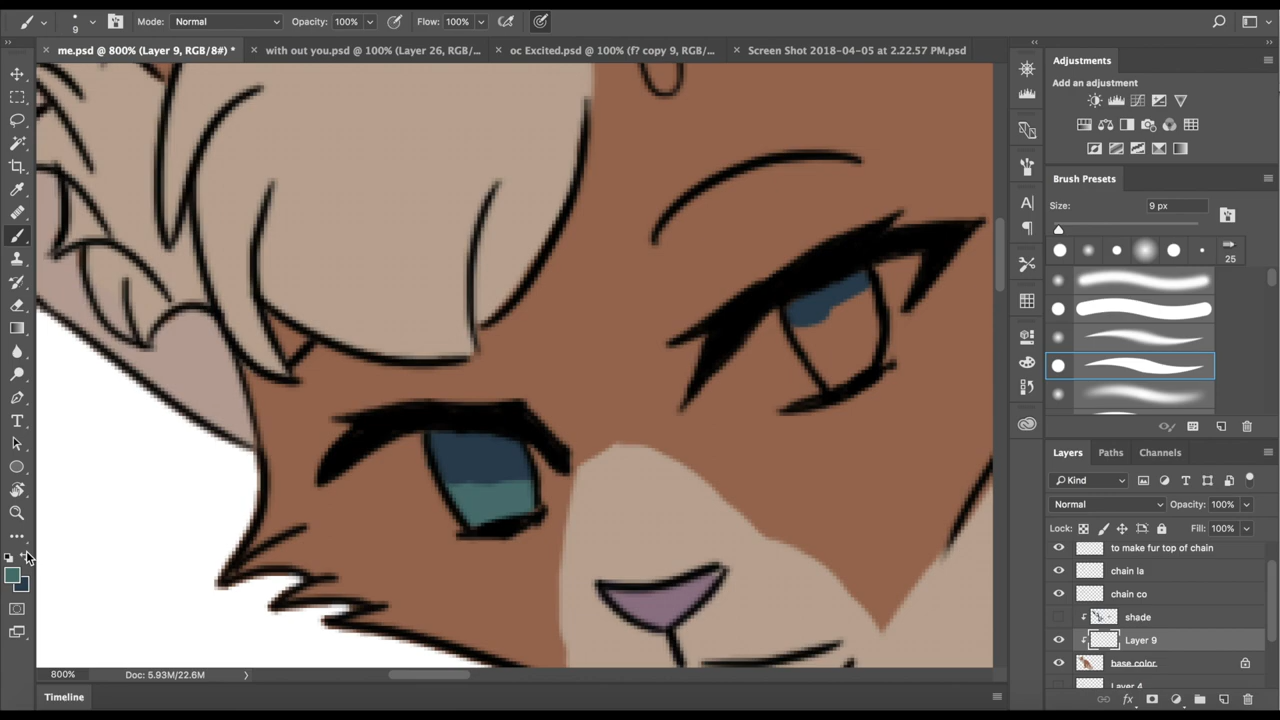 9
Mode: Normal
Opacity: 100%
Flow: 100%
me.psd @ 800% (Layer 9, RGB/8#) *
with out you.psd @ 100% (Layer 26, RGB/...
oc Excited.psd @ 100% (f? copy 9, RGB/...
Screen Shot 2018-04-05 at 2.22.57 PM.psd
Adjustments
Add an adjustment
Brush Presets
Size:
9 px
25
Layers
Paths
Channels
Kind
Normal
Opacity: 100%
Lock:
Fill: 100%
to make fur top of chain
chain la
chain co
shade
Layer 9
base color
Layer 4
fx
800%
Doc: 5.93M/22.6M
Timeline